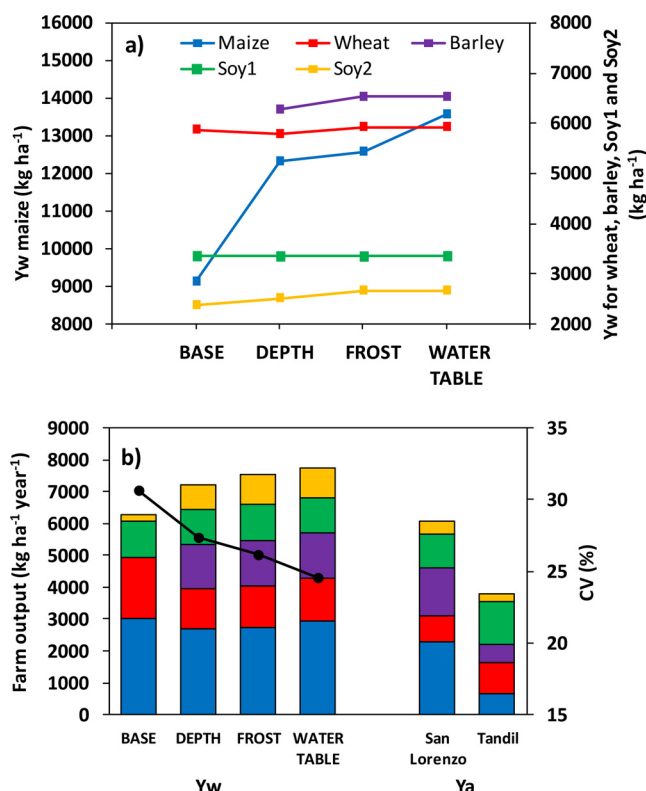 a)
Maize Wheat Barley
Soy1 Soy2
Yw maize (kg ha-1)
16000
15000
14000
13000
12000
11000
10000
9000
8000
Yw for wheat, barley, Soy1 and Soy2
(kg ha-1)
8000
7000
6000
5000
4000
3000
2000
BASE DEPTH FROST WATER
TABLE
b)
Farm output (kg ha-1 year-1)
9000
8000
7000
6000
5000
4000
3000
2000
1000
0
CV (%)
35
30
25
20
15
BASE DEPTH FROST WATER
TABLE
San
Lorenzo
Tandil
Yw Ya